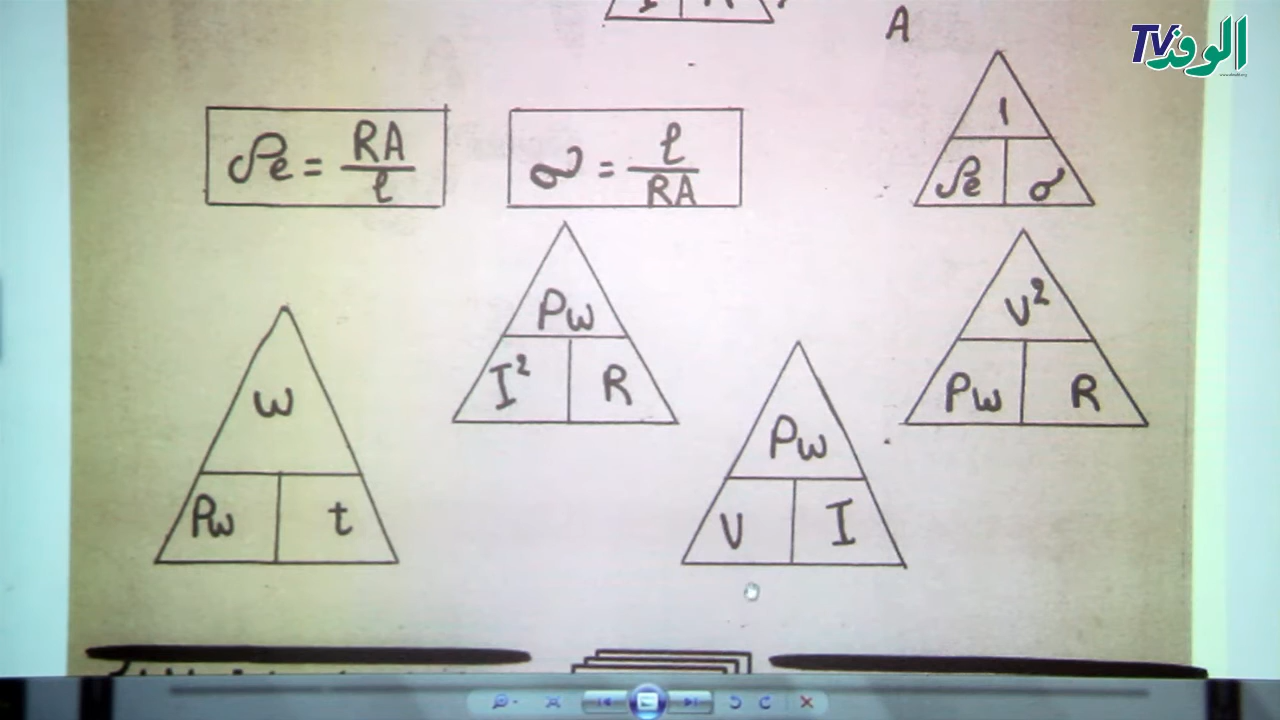 I R
A
الوفد TV
1
ρe σ
ρe = RA / ℓ
σ = ℓ / RA
Pw
I² R
V²
Pw R
W
Pw t
Pw
V I